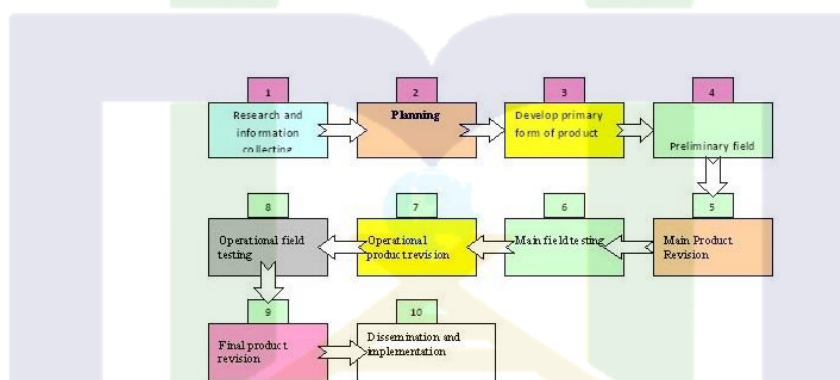 1
Research and
information
collecting
2
Planning
3
Develop primary
form of product
4
Preliminary field
5
Main Product
Revision
6
Main field testing
7
Operational
product revision
8
Operational field
testing
9
Final product
revision
10
Dissemination and
implementation